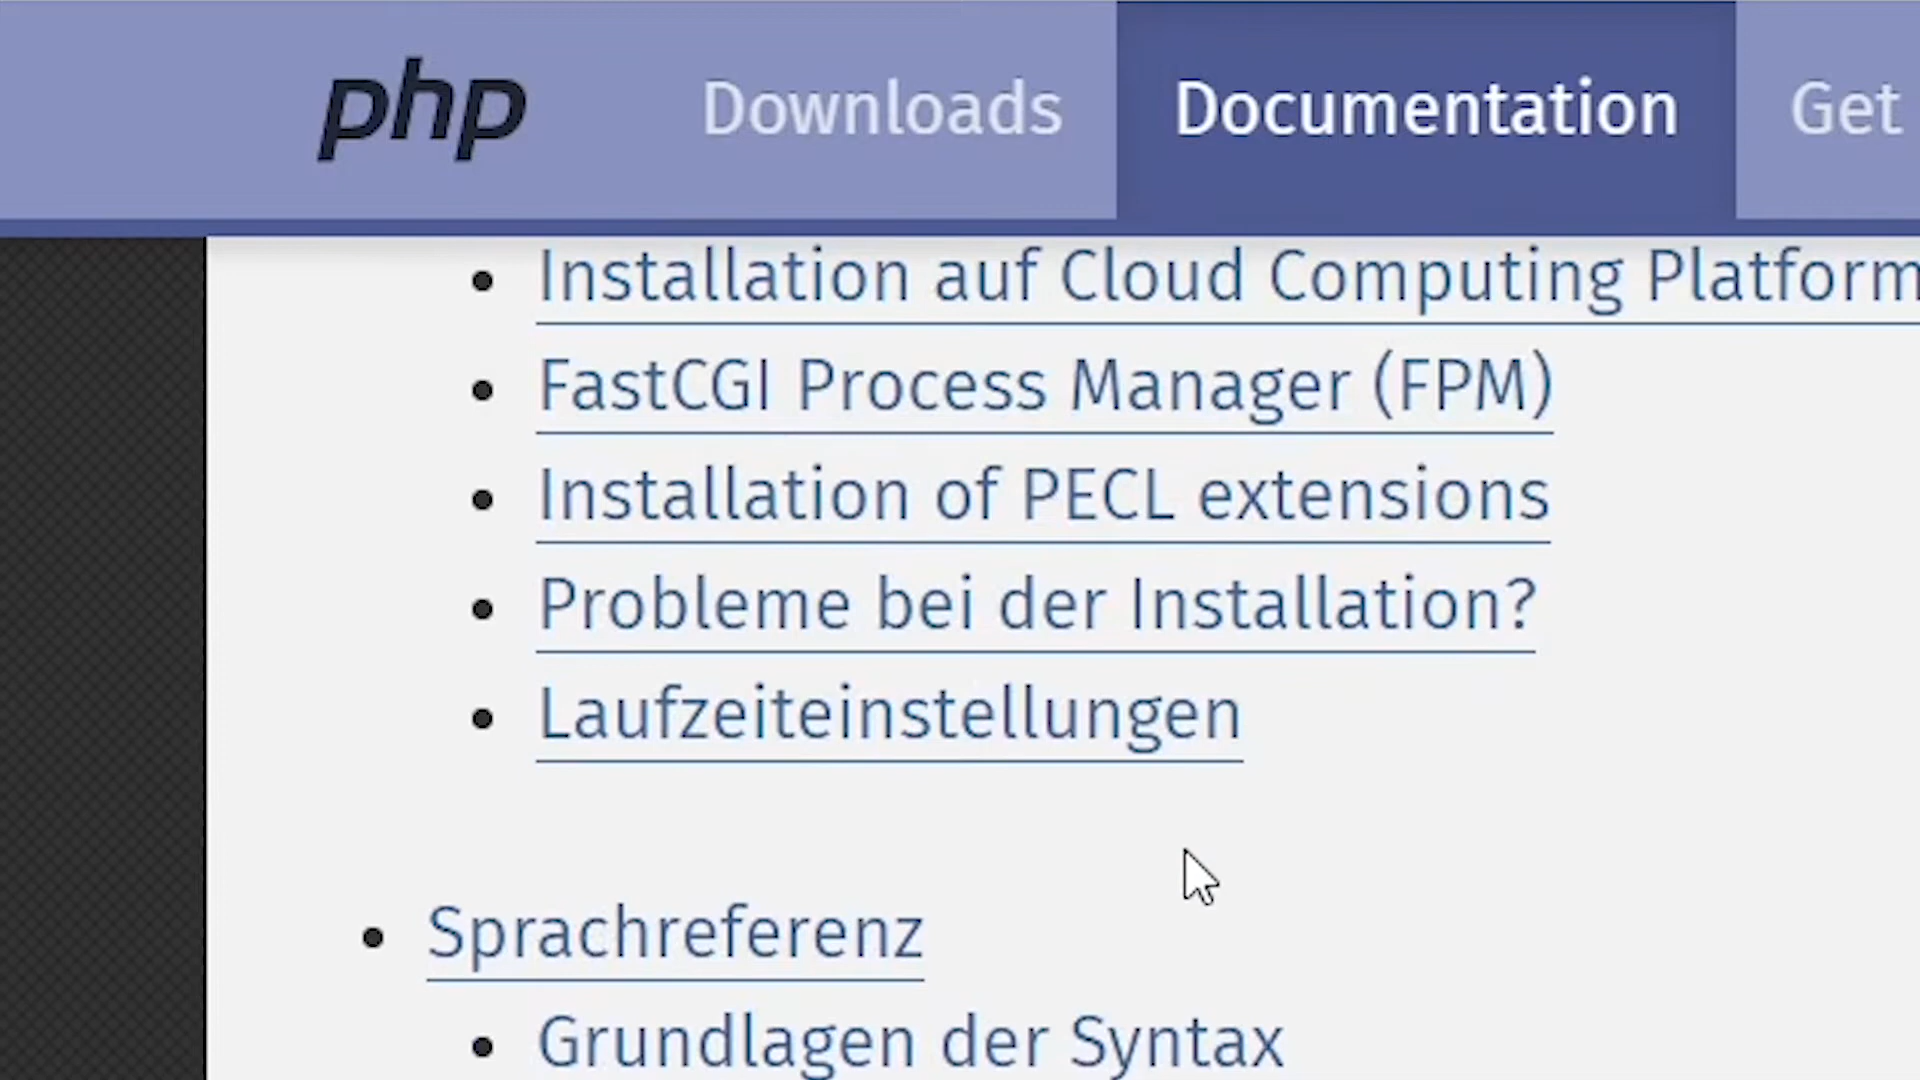 php Downloads Documentation Get
Installation auf Cloud Computing Platform
FastCGI Process Manager (FPM)
Installation of PECL extensions
Probleme bei der Installation?
Laufzeiteinstellungen
Sprachreferenz
Grundlagen der Syntax